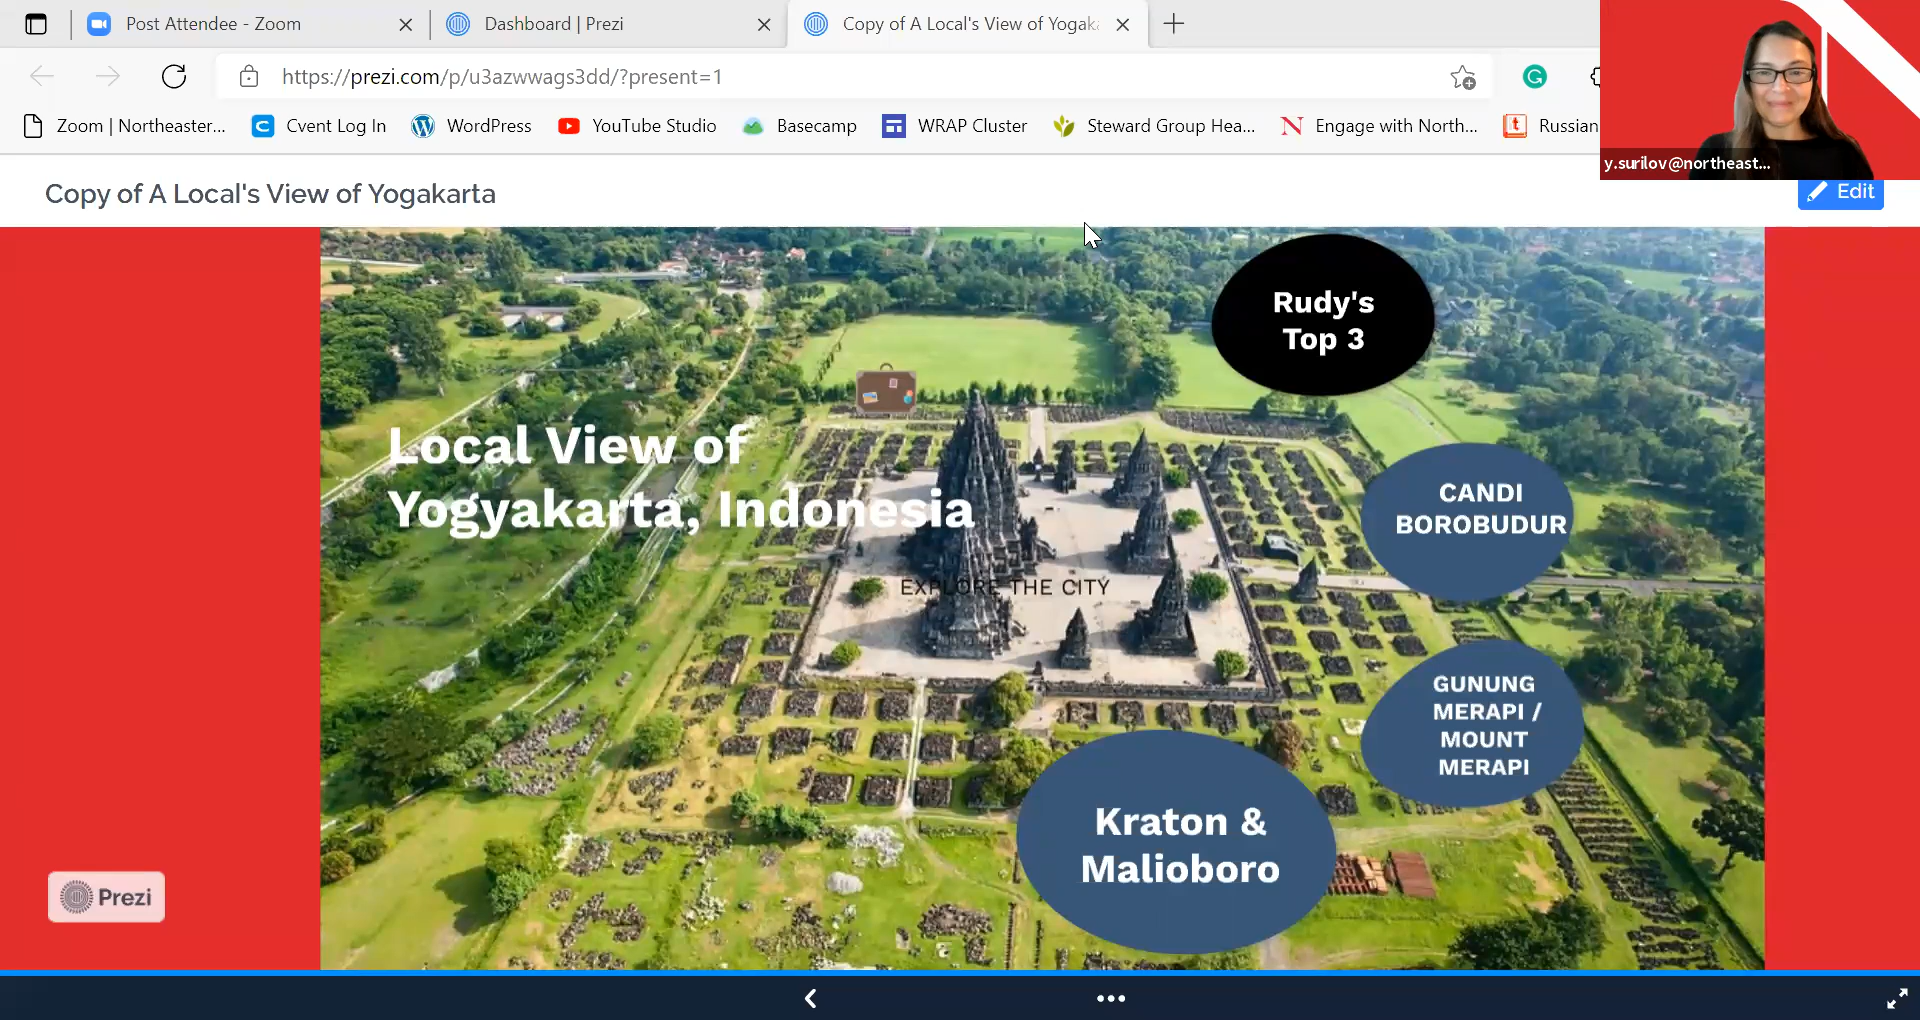 Post Attendee - Zoom
Dashboard | Prezi
Copy of A Local's View of Yogak
https://prezi.com/p/u3azwwags3dd/?present=1
Zoom | Northeaster...
Cvent Log In
WordPress
YouTube Studio
Basecamp
WRAP Cluster
Steward Group Hea...
Engage with North...
Russian
y.surilov@northeast...
Copy of A Local's View of Yogakarta
Edit
Rudy's
Top 3
Local View of
Yogyakarta, Indonesia
CANDI
BOROBUDUR
EXPLORE THE CITY
GUNUNG
MERAPI /
MOUNT
MERAPI
Kraton &
Malioboro
Prezi